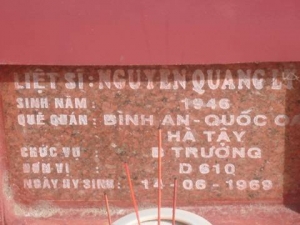 LIỆT SĨ: NGUYỄN QUANG
SINH NĂM : 1946
QUÊ QUÁN : BÌNH AN-QUỐC OA
HÀ TÂY
CHỨC VỤ : B TRƯỞNG
ĐƠN VỊ : D 610
NGÀY HY SINH: 14-06-1969